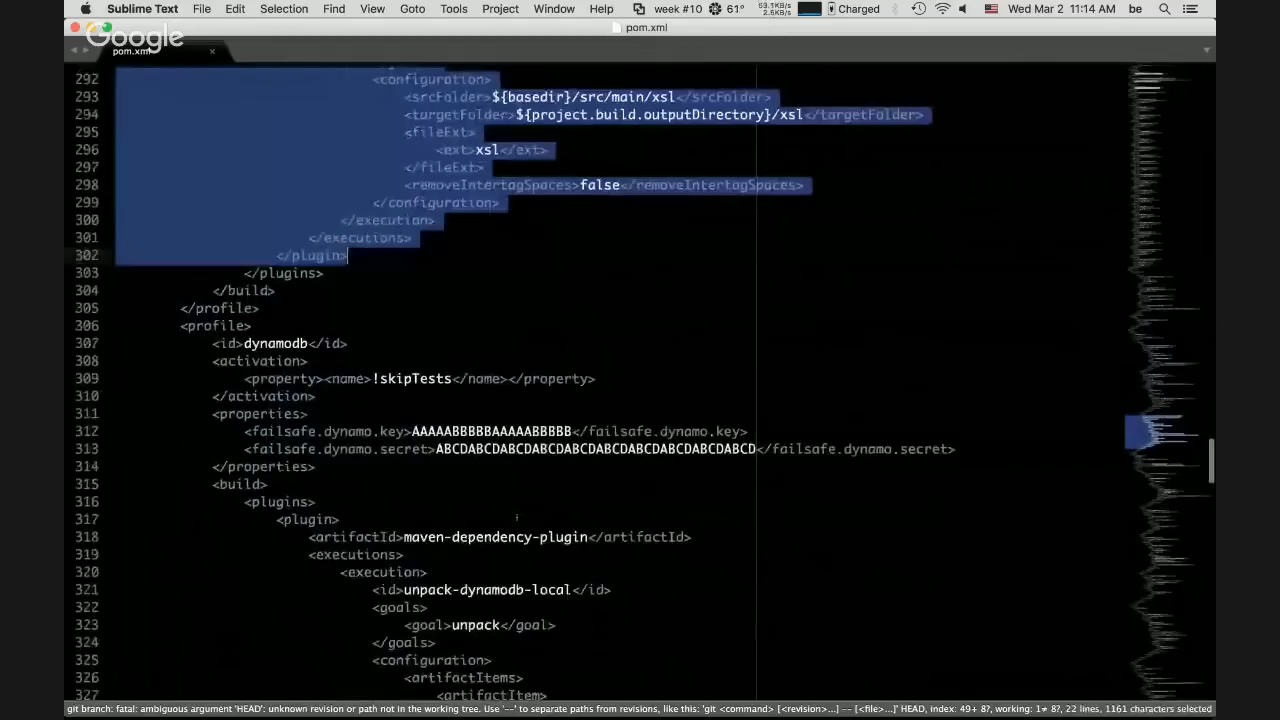 Sublime Text File Edit Selection Find View Goto Tools Project Window Help week #10 61° 53.1KB/s 2.5KB/s Charged Wed Mar 2 11:14 AM be
pom.xml
Google
pom.xml
292 <configuration>
293 ${basedir}/src/main/xsl
294 ${project.build.outputDirectory}/xsl</targetFolder>
295 <fileExt>
296 <ext>xsl</ext>
297 </fileExt>
298 <removeIntertagSpaces>false</removeIntertagSpaces>
299 </configuration>
300 </execution>
301 </executions>
302 </plugin>
303 </plugins>
304 </build>
305 </profile>
306 <profile>
307 <id>dynamodb</id>
308 <activation>
309 <property><name>!skipTests</name></property>
310 </activation>
311 <properties>
312 <failsafe.dynamo.key></failsafe.dynamo.key>
313 <failsafe.dynamo.secret></failsafe.dynamo.secret>
314 </properties>
315 <build>
316 <plugins>
317 <plugin>
318 <artifactId>maven-dependency-plugin</artifactId>
319 <executions>
320 <execution>
321 <id>unpack-dynamodb-local</id>
322 <goals>
323 <goal>unpack</goal>
324 </goals>
325 <configuration>
326 <artifactItems>
327 <artifactItem>
git branch: fatal: ambiguous argument 'HEAD': unknown revision or path not in the working tree. Use '--' to separate paths from revisions, like this: 'git <command> [<revision>...] -- [<file>...]' HEAD, index: 49+ 87, working: 1≠ 87, 22 lines, 1161 characters selected